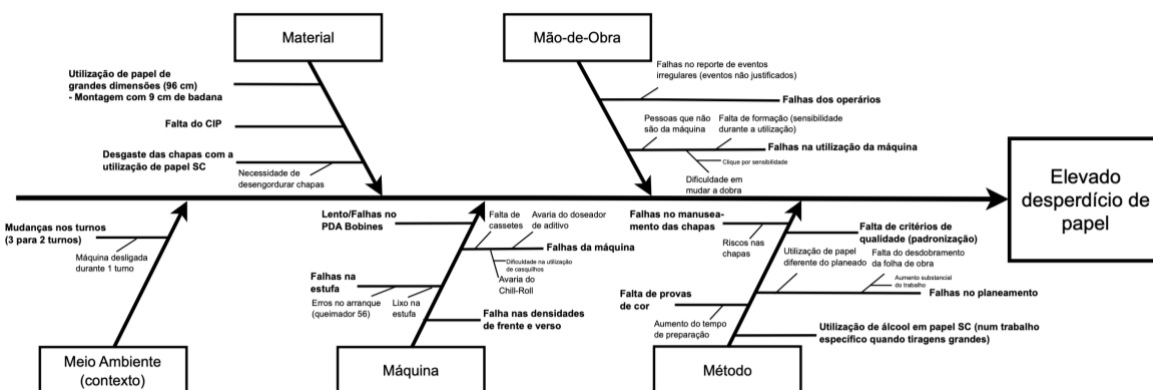 Material
Mão-de-Obra
Utilização de papel de
grandes dimensões (96 cm)
- Montagem com 9 cm de badana
Falta do CIP
Desgaste das chapas com a
utilização de papel SC
Necessidade de
desengordurar chapas
Falhas no reporte de eventos
irregulares (eventos não justificados)
Falhas dos operários
Pessoas que não
são da máquina
Falta de formação (sensibilidade
durante a utilização)
Falhas na utilização da máquina
Clique por sensibilidade
Dificuldade em
mudar a dobra
Elevado
desperdício de
papel
Mudanças nos turnos
(3 para 2 turnos)
Máquina desligada
durante 1 turno
Lento/Falhas no
PDA Bobines
Falta de
cassetes
Avaria do doseador
de aditivo
Falhas da máquina
Dificuldade na utilização
de casquilhos
Avaria do
Chill-Roll
Falhas na
estufa
Erros no arranque
(queimador 56)
Lixo na
estufa
Falha nas densidades
de frente e verso
Falhas no manusea-
mento das chapas
Riscos nas
chapas
Falta de critérios de
qualidade (padronização)
Utilização de papel
diferente do planeado
Falta do desdobramento
da folha de obra
Aumento substancial
do trabalho
Falhas no planeamento
Falta de provas
de cor
Aumento do tempo
de preparação
Utilização de álcool em papel SC (num trabalho
específico quando tiragens grandes)
Meio Ambiente
(contexto)
Máquina
Método